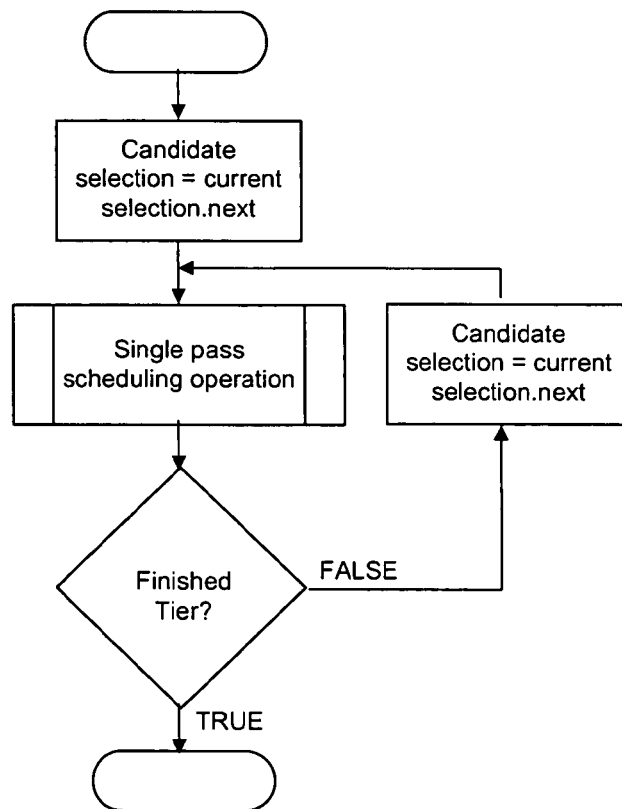 Candidate
selection = current
selection.next
Single pass
scheduling operation
Candidate
selection = current
selection.next
Finished
Tier?
FALSE
TRUE